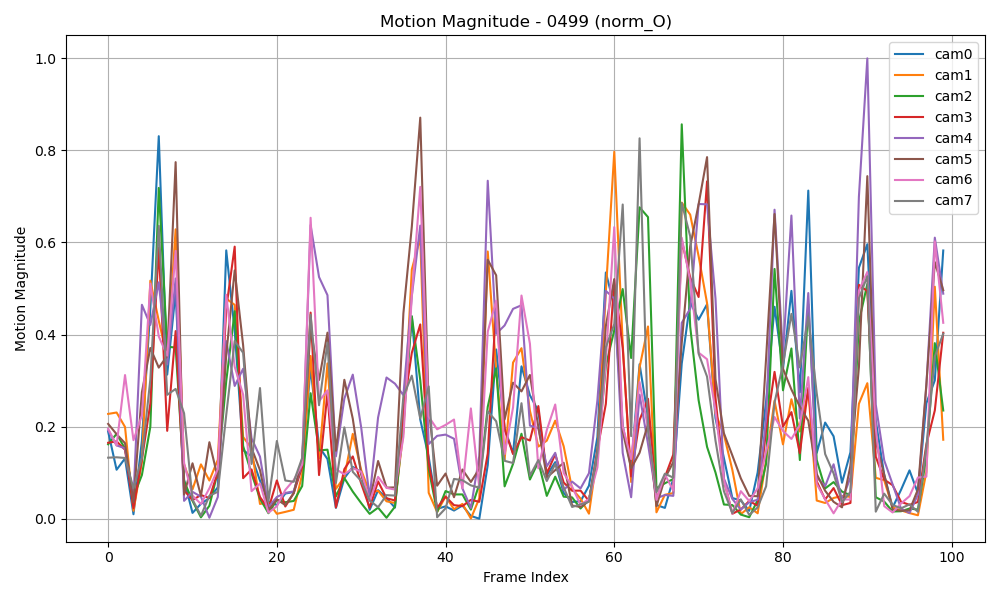 Motion Magnitude - 0499 (norm_O)
Motion Magnitude
1.0
0.8
0.6
0.4
0.2
0.0
0
20
40
60
80
100
Frame Index
cam0
cam1
cam2
cam3
cam4
cam5
cam6
cam7